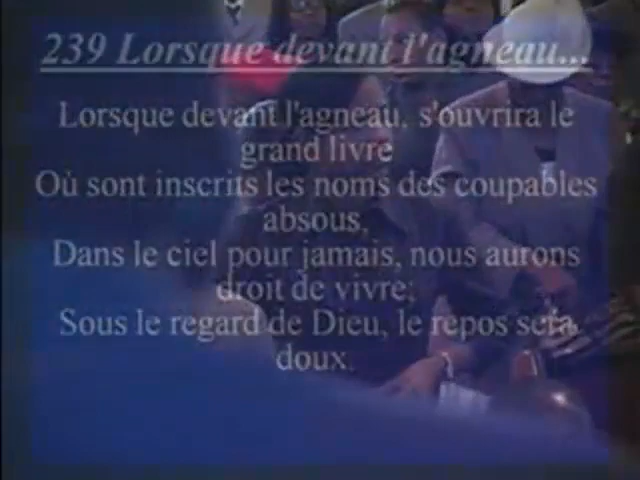 239 Lorsque devant l'agneau...
Lorsque devant l'agneau, s'ouvrira le
grand livre
Où sont inscrits les noms des coupables
absous,
Dans le ciel pour jamais, nous aurons
droit de vivre;
Sous le regard de Dieu, le repos sera
doux.